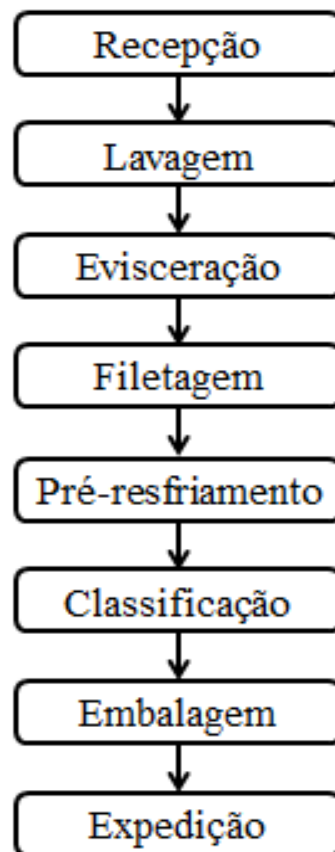 Recepção
Lavagem
Evisceração
Filetagem
Pré-resfriamento
Classificação
Embalagem
Expedição